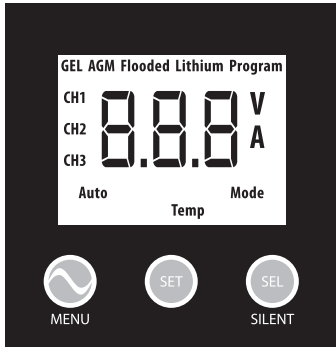 GEL AGM Flooded Lithium Program
CH1
8.8.8
V
CH2
A
CH3
Auto
Mode
Temp
SET
SEL
MENU
SILENT